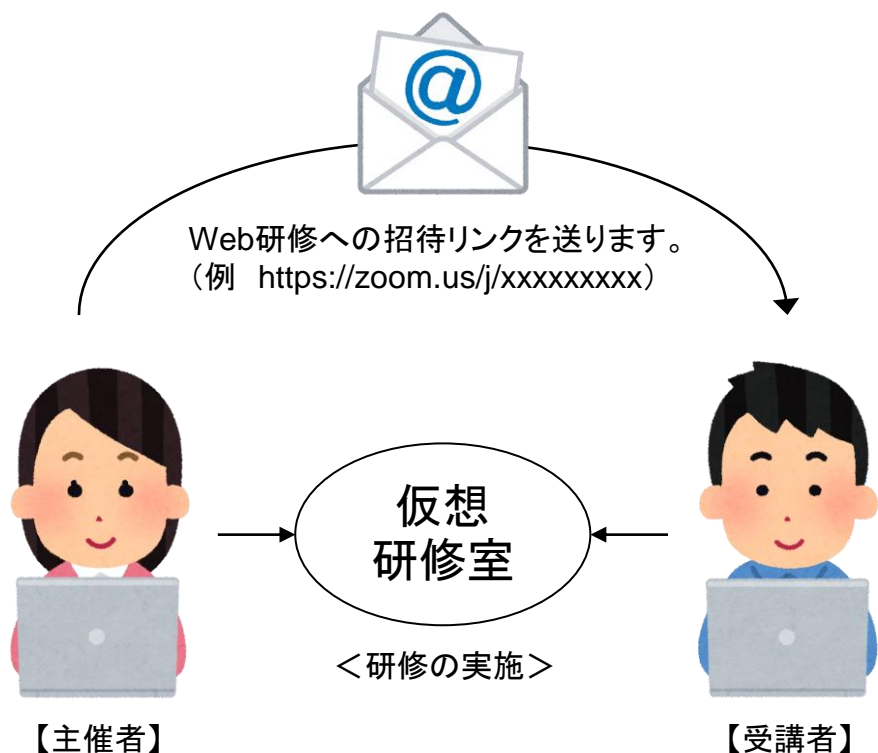 @
Web研修への招待リンクを送ります。
（例　https://zoom.us/j/xxxxxxxxx）
仮想
研修室
＜研修の実施＞
【主催者】
【受講者】